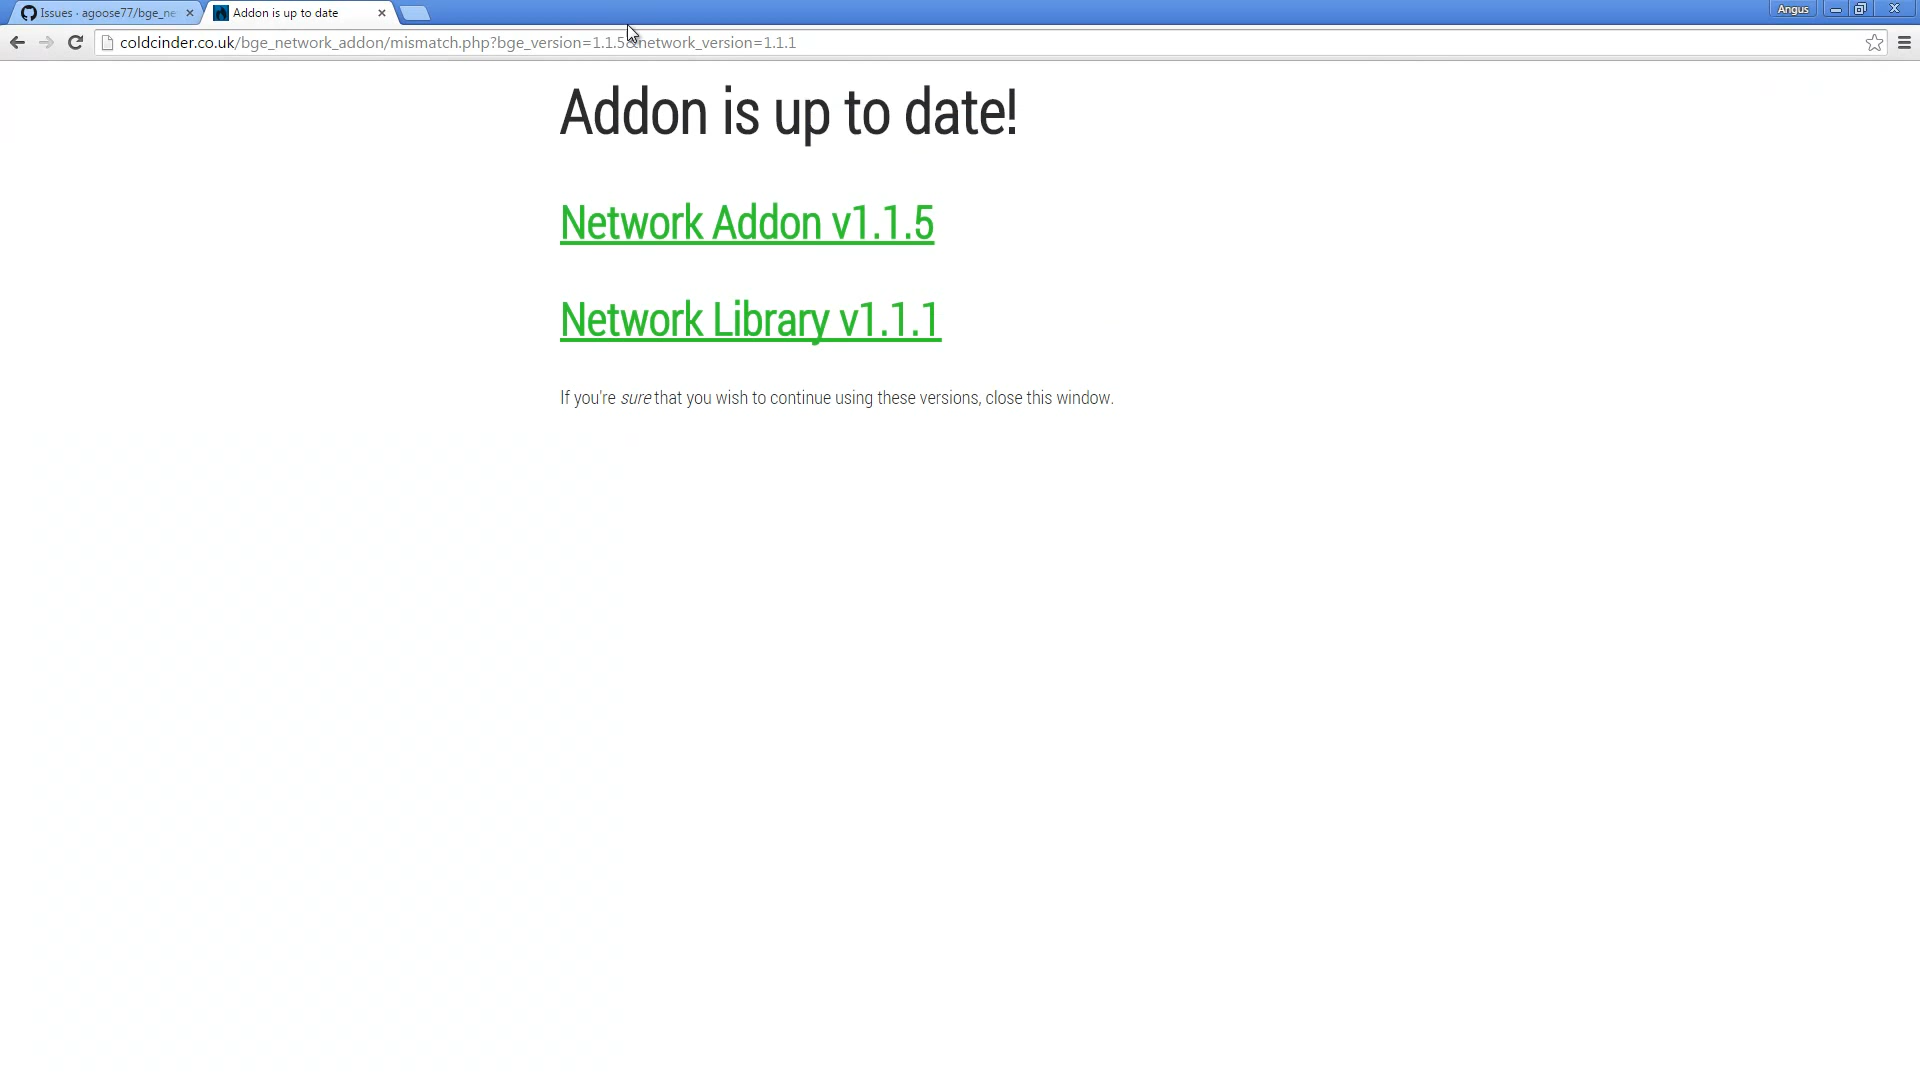 Issues · agoose77/bge_ne
Addon is up to date
Angus
coldcinder.co.uk/bge_network_addon/mismatch.php?bge_version=1.1.5&network_version=1.1.1
Addon is up to date!
Network Addon v1.1.5
Network Library v1.1.1
If you're sure that you wish to continue using these versions, close this window.